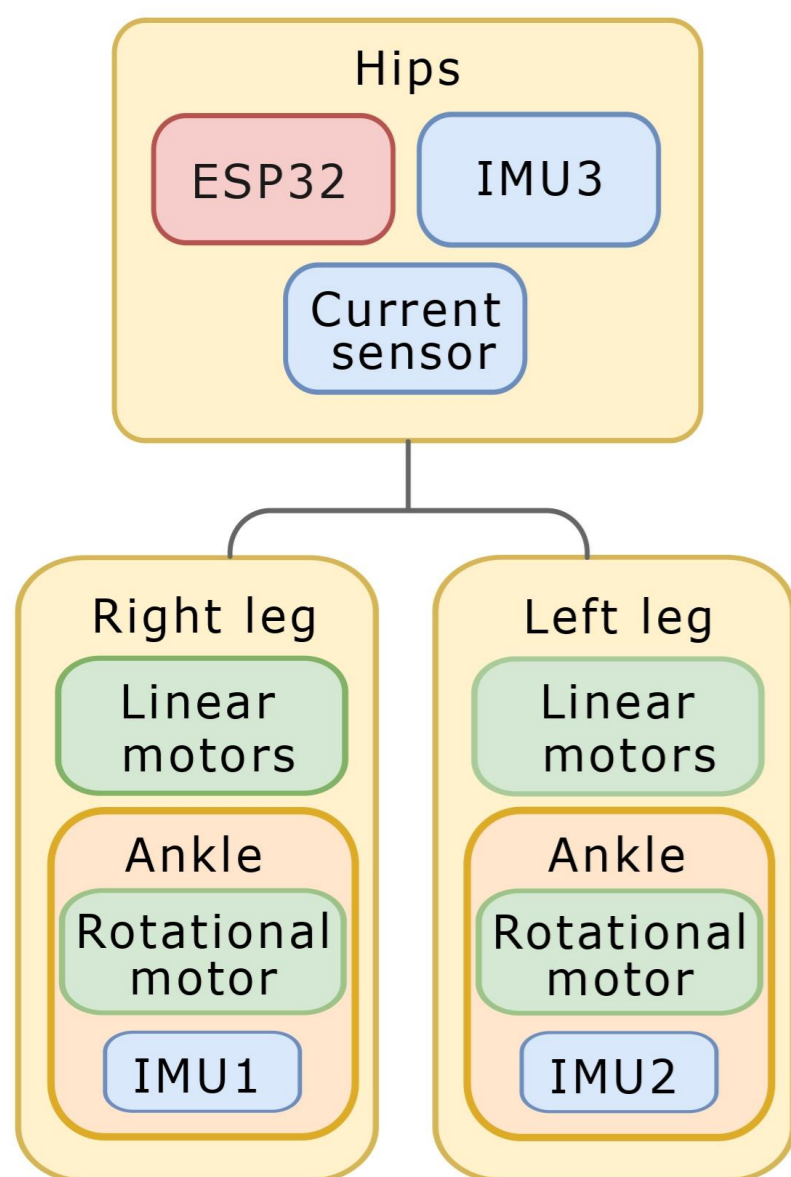 Hips
ESP32
IMU3
Current
sensor
Right leg
Linear
motors
Ankle
Rotational
motor
IMU1
Left leg
Linear
motors
Ankle
Rotational
motor
IMU2